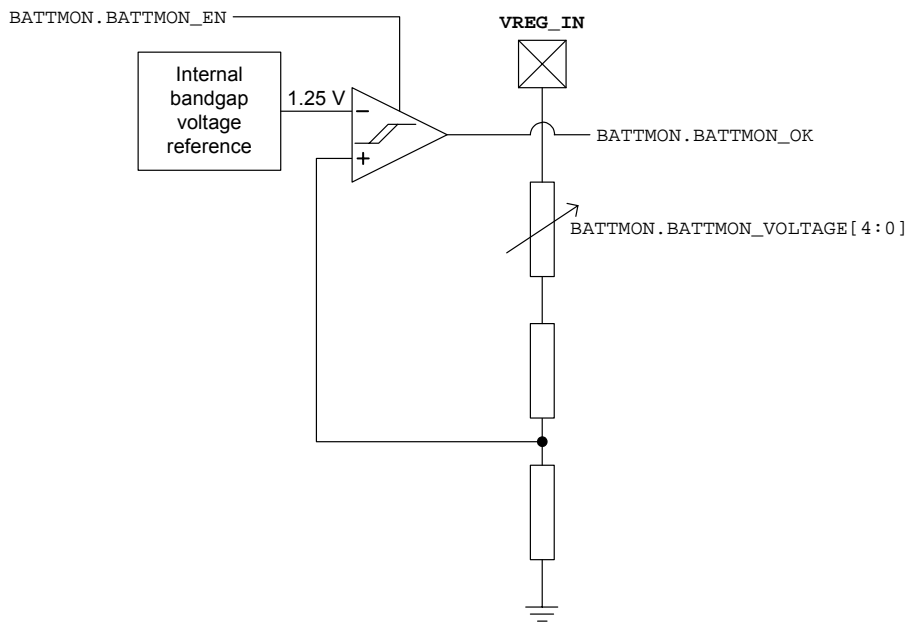 BATTMON.BATTMON_EN
VREG_IN
Internal
bandgap
voltage
reference
1.25 V
−
+
BATTMON.BATTMON_OK
BATTMON.BATTMON_VOLTAGE[4:0]